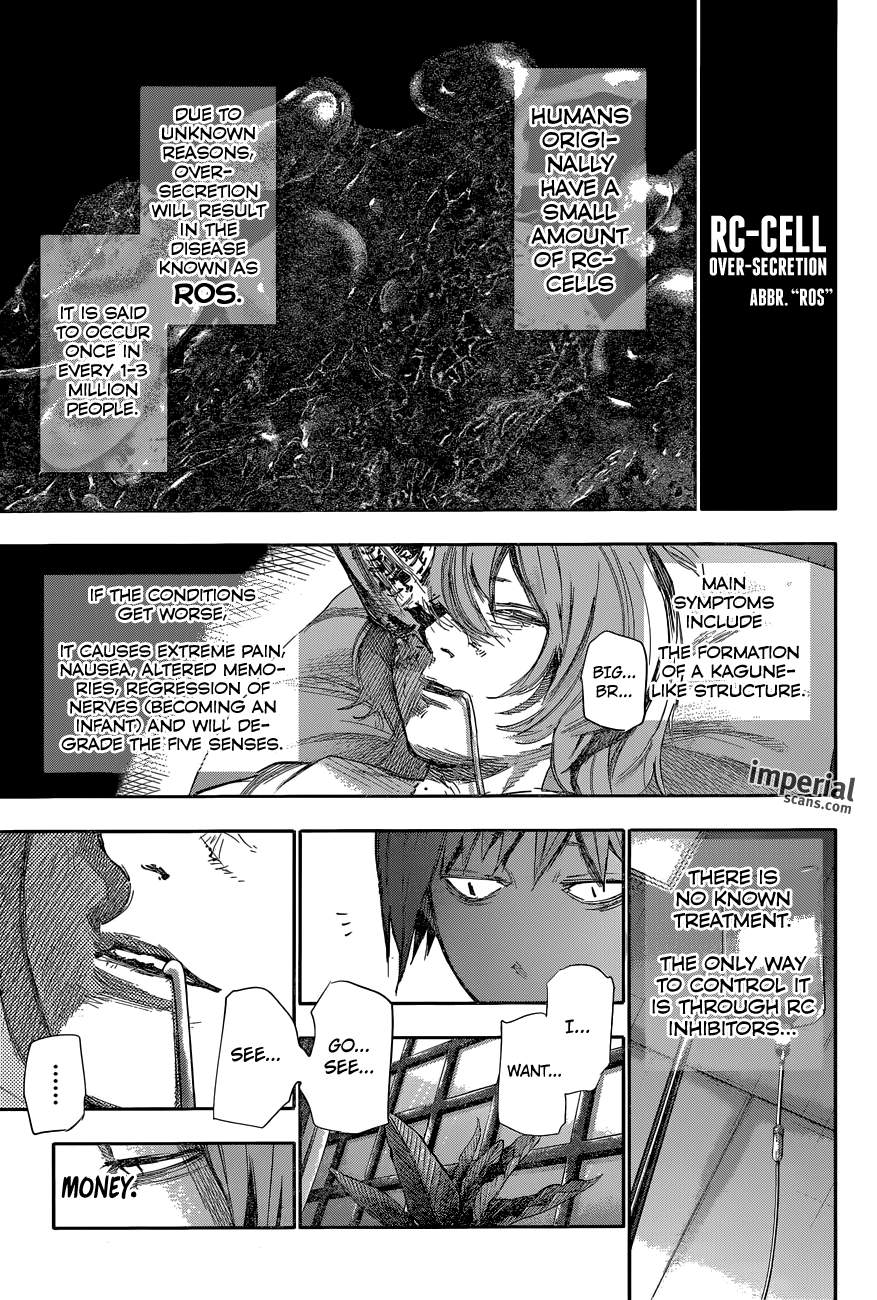 RC-CELL
OVER-SECRETION
ABBR. “ROS”
HUMANS
ORIGI-
NALLY
HAVE A
SMALL
AMOUNT
OF RC-
CELLS
DUE TO
UNKNOWN
REASONS,
OVER-
SECRETION
WILL RESULT
IN THE
DISEASE
KNOWN AS
ROS.
IT IS SAID
TO OCCUR
ONCE IN
EVERY 1-3
MILLION
PEOPLE.
MAIN
SYMPTOMS
INCLUDE
THE FORMATION
OF A KAGUNE-
LIKE STRUCTURE.
BIG...
BR...
IF THE CONDITIONS
GET WORSE,
IT CAUSES EXTREME PAIN,
NAUSEA, ALTERED MEMO-
RIES, REGRESSION OF
NERVES (BECOMING AN
INFANT) AND WILL DE-
GRADE THE FIVE SENSES.
imperial
scans.com
THERE IS
NO KNOWN
TREATMENT.
THE ONLY WAY
TO CONTROL IT
IS THROUGH RC
INHIBITORS...
I...
WANT...
GO...
SEE...
SEE...
......
MONEY.